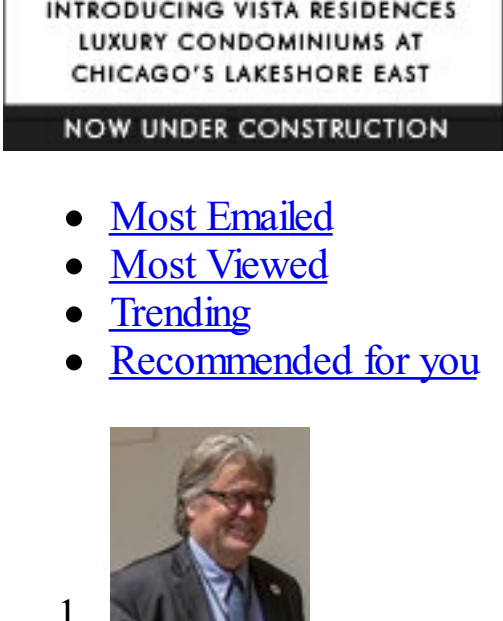 INTRODUCING VISTA RESIDENCES
LUXURY CONDOMINIUMS AT
CHICAGO'S LAKESHORE EAST
NOW UNDER CONSTRUCTION
Most Emailed
Most Viewed
Trending
Recommended for you
1.